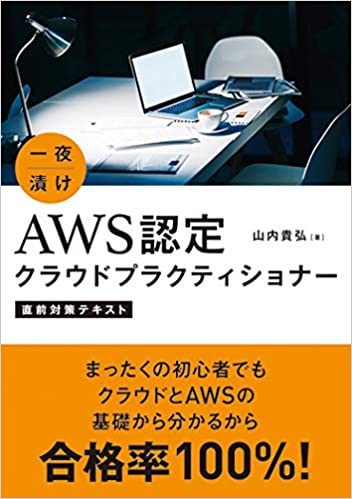 一夜
漬け
AWS認定
山内貴弘[著]
クラウドプラクティショナー
直前対策テキスト
まったくの初心者でも
クラウドとAWSの
基礎から分かるから
合格率100%!